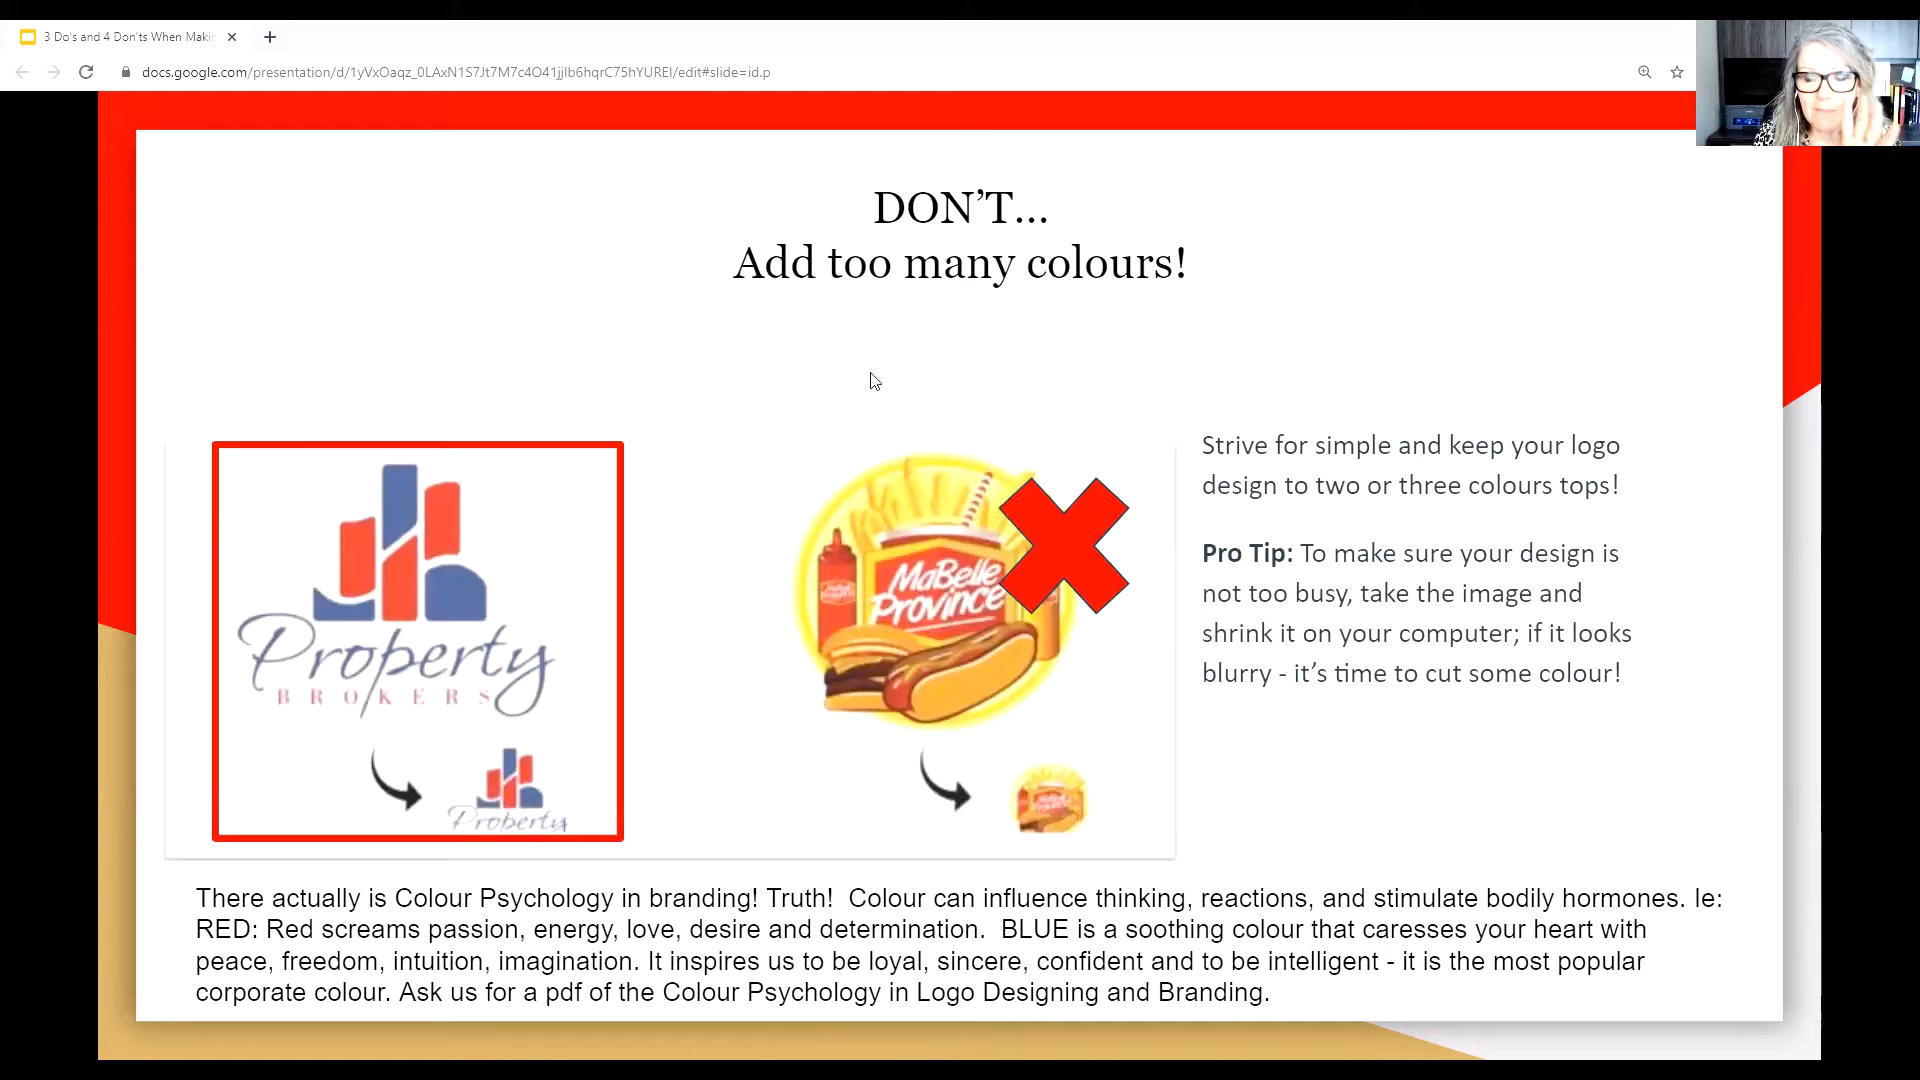 3 Do's and 4 Don'ts When Makin
docs.google.com/presentation/d/1yVxOaqz_0LAxN1S7Jt7M7c4O41jjIb6hqrC75hYUREI/edit#slide=id.p
DON’T...
Add too many colours!
Property
BROKERS
Property
MaBelle
Province
Strive for simple and keep your logo
design to two or three colours tops!
Pro Tip: To make sure your design is
not too busy, take the image and
shrink it on your computer; if it looks
blurry - it’s time to cut some colour!
There actually is Colour Psychology in branding! Truth!  Colour can influence thinking, reactions, and stimulate bodily hormones. Ie:
RED: Red screams passion, energy, love, desire and determination.  BLUE is a soothing colour that caresses your heart with
peace, freedom, intuition, imagination. It inspires us to be loyal, sincere, confident and to be intelligent - it is the most popular
corporate colour. Ask us for a pdf of the Colour Psychology in Logo Designing and Branding.